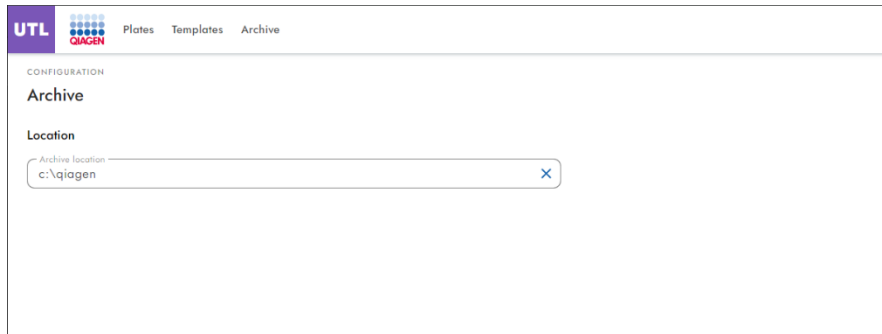 UTL QIAGEN Plates Templates Archive
CONFIGURATION
Archive
Location
Archive location
c:\qiagen